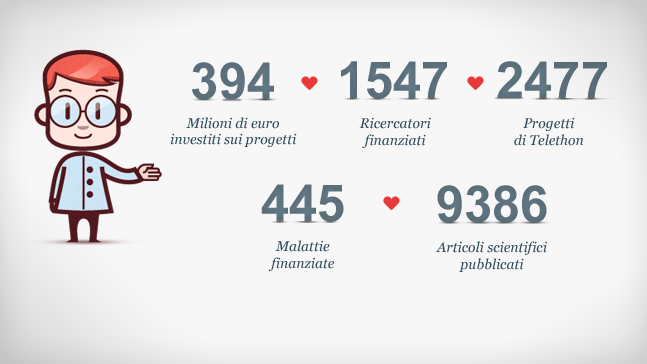 394 1547 2477
Milioni di euro
investiti sui progetti
Ricercatori
finanziati
Progetti
di Telethon
445 9386
Malattie
finanziate
Articoli scientifici
pubblicati